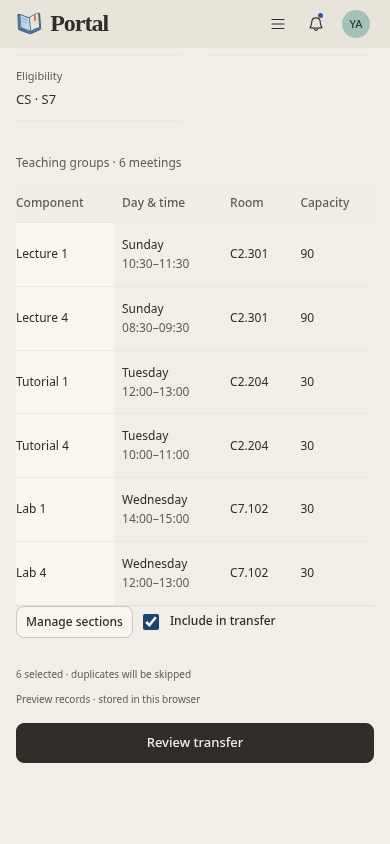 Portal
YA
Eligibility
CS · S7
Teaching groups · 6 meetings
Component Day & time Room Capacity
Lecture 1 Sunday 10:30–11:30 C2.301 90
Lecture 4 Sunday 08:30–09:30 C2.301 90
Tutorial 1 Tuesday 12:00–13:00 C2.204 30
Tutorial 4 Tuesday 10:00–11:00 C2.204 30
Lab 1 Wednesday 14:00–15:00 C7.102 30
Lab 4 Wednesday 12:00–13:00 C7.102 30
Manage sections Include in transfer
6 selected · duplicates will be skipped
Preview records · stored in this browser
Review transfer